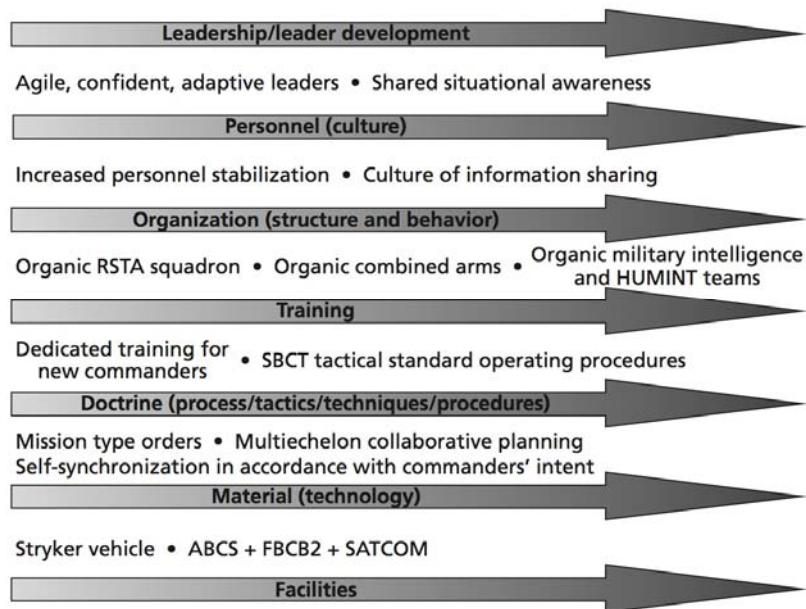 Leadership/leader development
Agile, confident, adaptive leaders • Shared situational awareness
Personnel (culture)
Increased personnel stabilization • Culture of information sharing
Organization (structure and behavior)
Organic RSTA squadron • Organic combined arms • Organic military intelligence
and HUMINT teams
Training
Dedicated training for
new commanders • SBCT tactical standard operating procedures
Doctrine (process/tactics/techniques/procedures)
Mission type orders • Multiechelon collaborative planning
Self-synchronization in accordance with commanders’ intent
Material (technology)
Stryker vehicle • ABCS + FBCB2 + SATCOM
Facilities